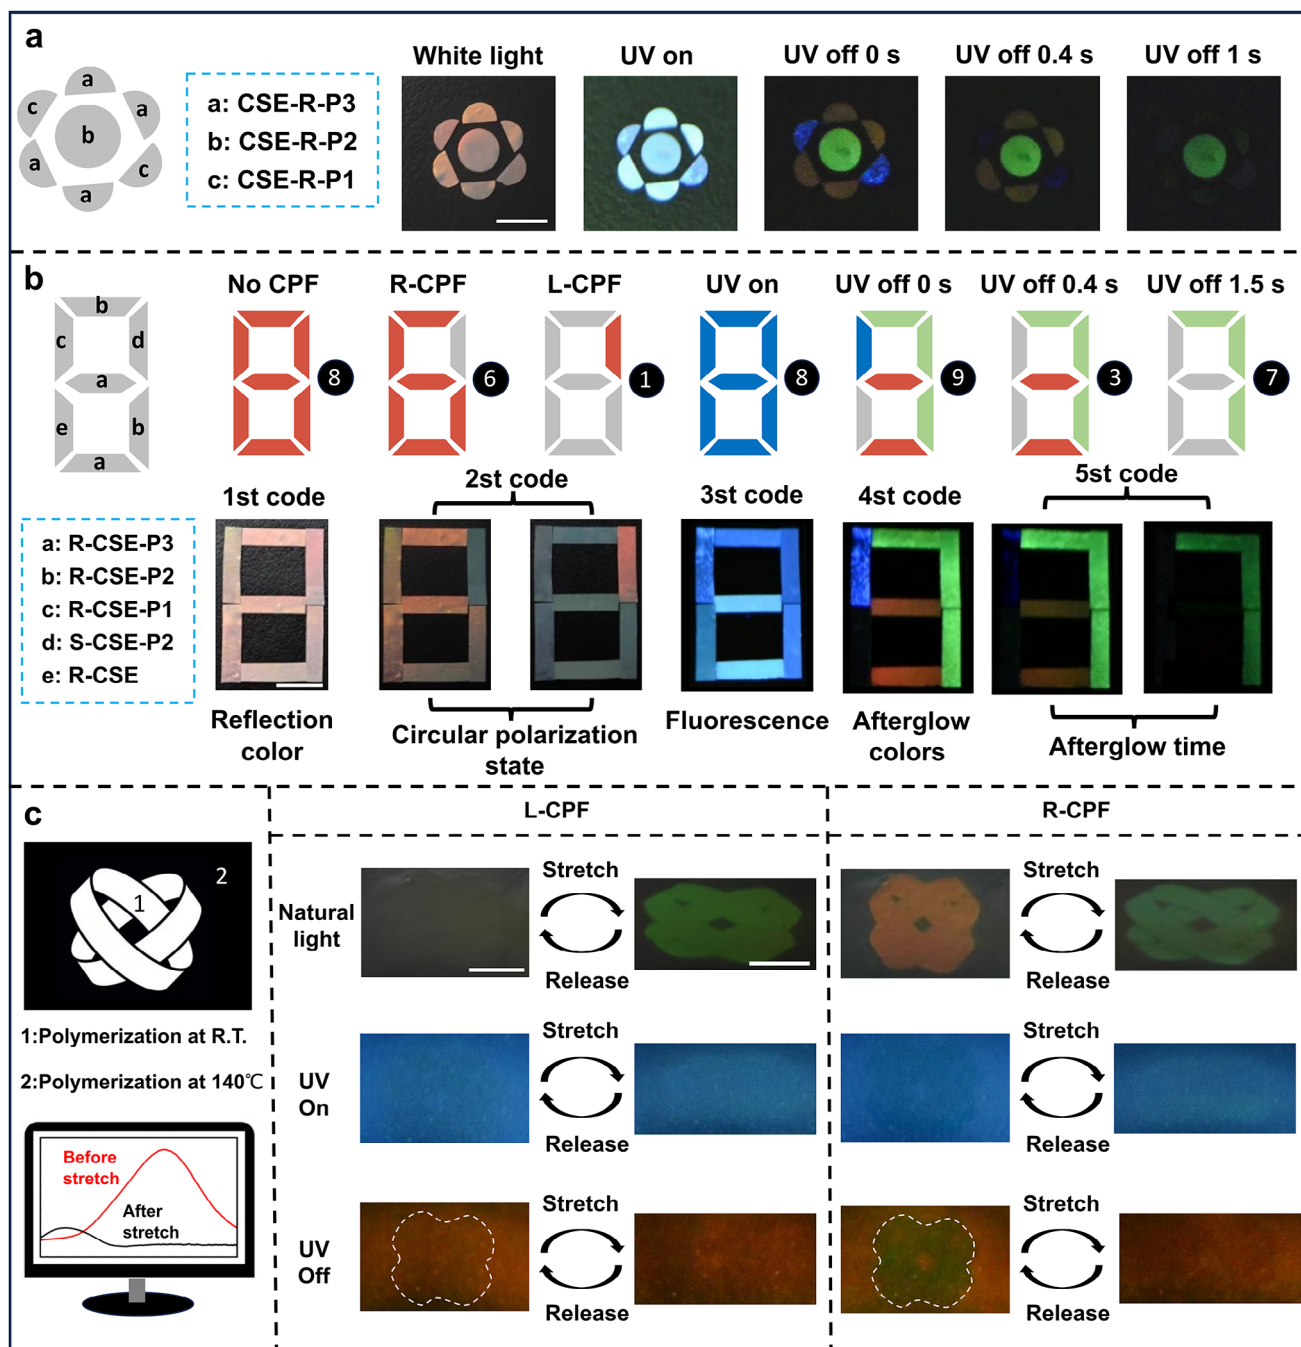 a
a
c
a
b
a
c
a
a: CSE-R-P3
b: CSE-R-P2
c: CSE-R-P1
White light
UV on
UV off 0 s
UV off 0.4 s
UV off 1 s
b
b
c
d
a
e
b
a
No CPF
R-CPF
L-CPF
UV on
UV off 0 s
UV off 0.4 s
UV off 1.5 s
8
6
1
8
9
3
7
1st code
2st code
3st code
4st code
5st code
a: R-CSE-P3
b: R-CSE-P2
c: R-CSE-P1
d: S-CSE-P2
e: R-CSE
Reflection
color
Circular polarization
state
Fluorescence
Afterglow
colors
Afterglow time
c
2
1
1:Polymerization at R.T.
2:Polymerization at 140℃
Before
stretch
After
stretch
L-CPF
R-CPF
Natural
light
Stretch
Release
Stretch
Release
UV
On
Stretch
Release
Stretch
Release
UV
Off
Stretch
Release
Stretch
Release